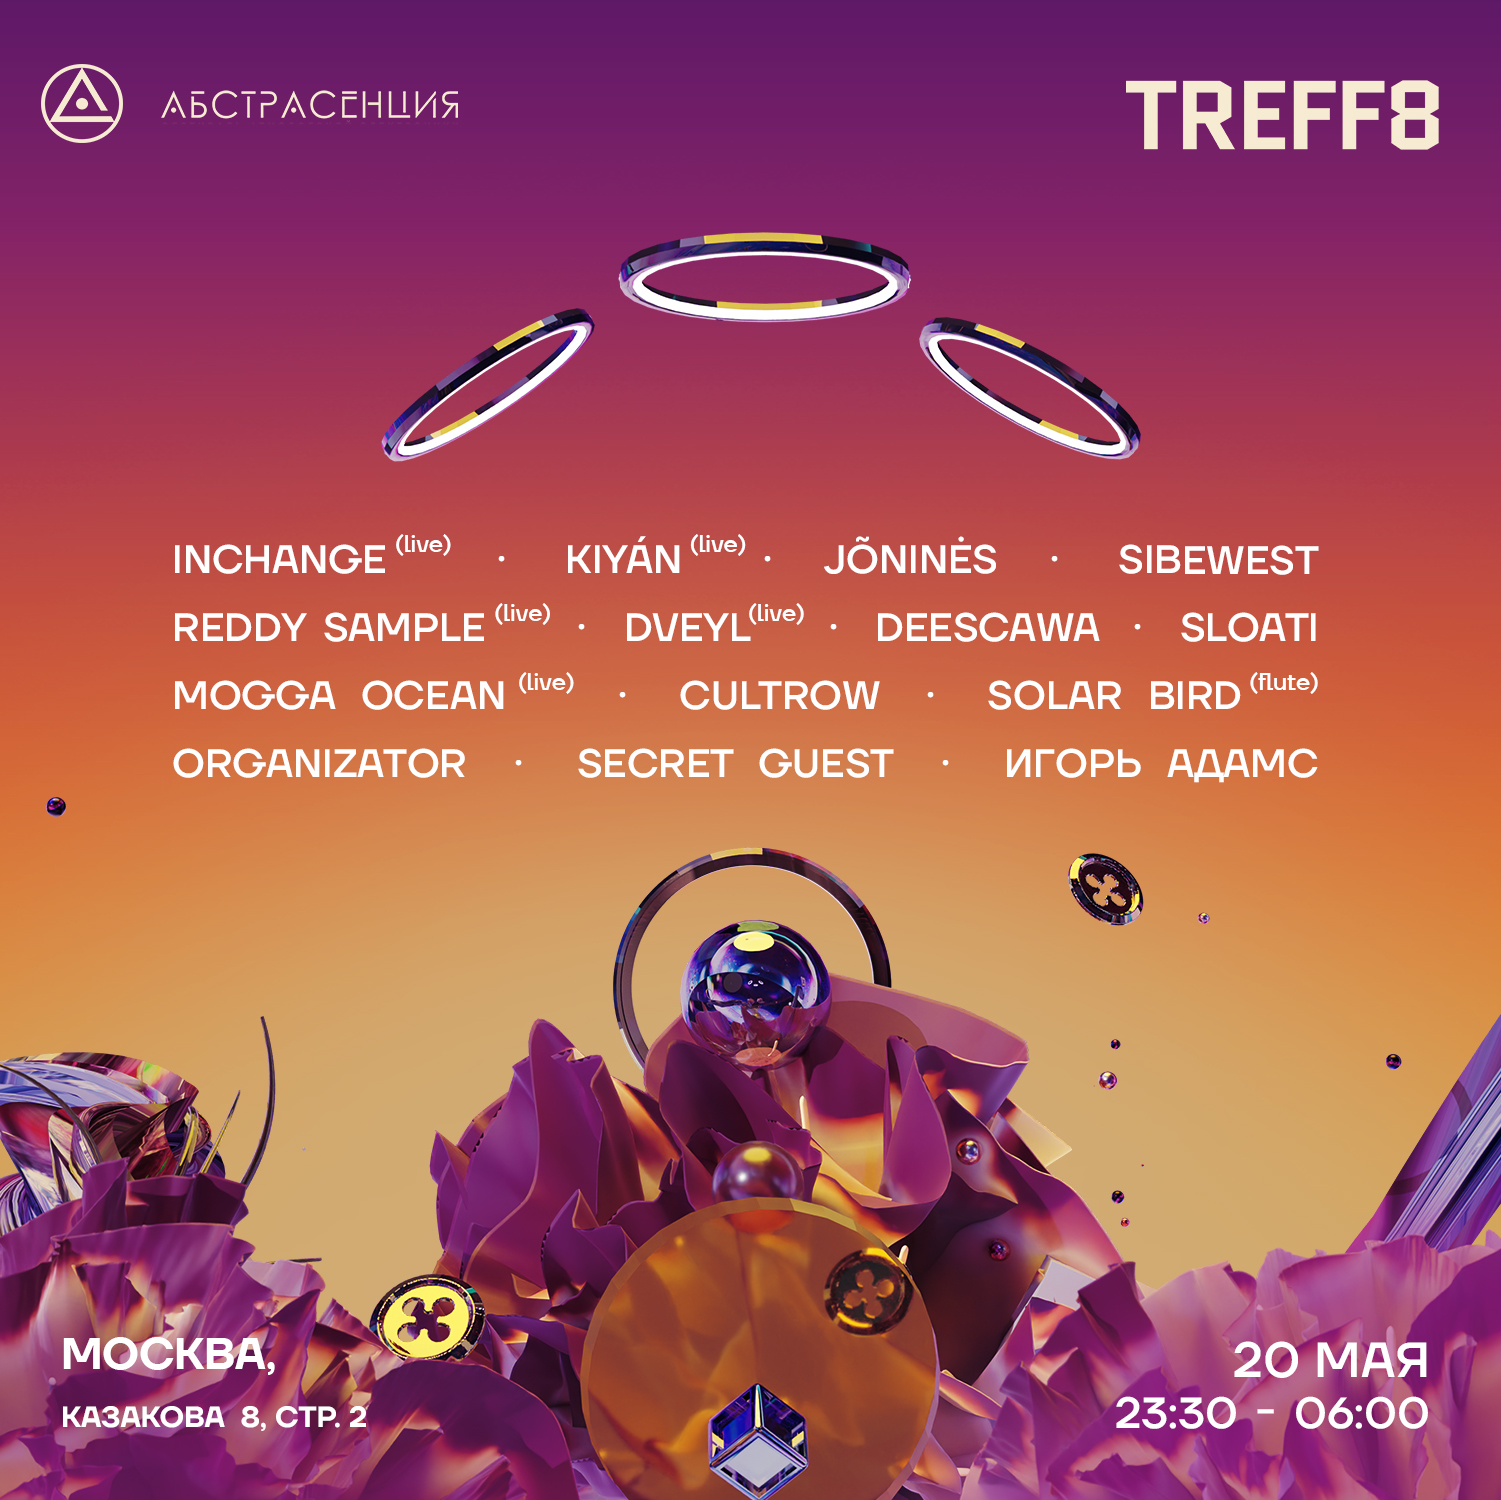 АБСТРАСЕНЦИЯ
TREFF8
INCHANGE (live) · KIYÁN (live) · JÕNINĖS · SIBEWEST
REDDY SAMPLE (live) · DVEYL (live) · DEESCAWA · SLOATI
MOGGA OCEAN (live) · CULTROW · SOLAR BIRD (flute)
ORGANIZATOR · SECRET GUEST · ИГОРЬ АДАМС
МОСКВА,
КАЗАКОВА 8, СТР. 2
20 МАЯ
23:30 - 06:00